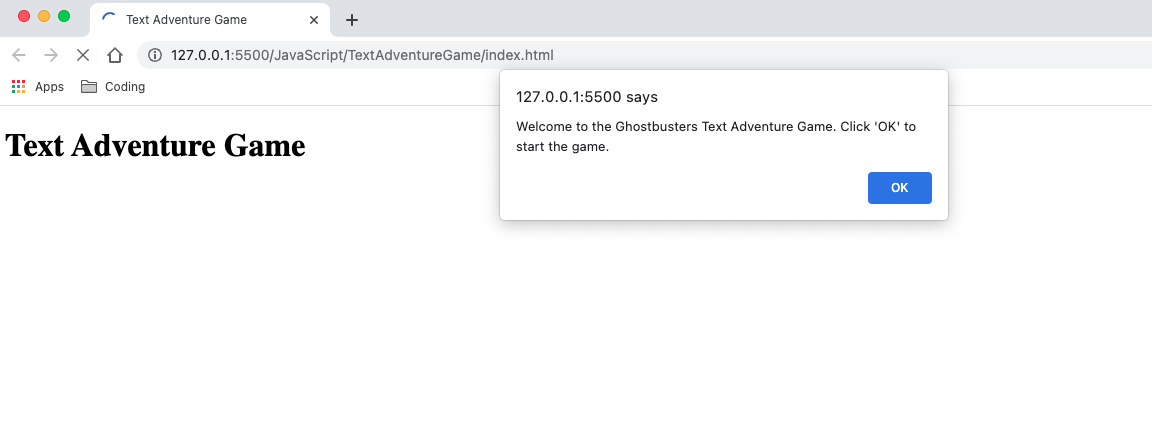 Text Adventure Game
127.0.0.1:5500/JavaScript/TextAdventureGame/index.html
Apps Coding
127.0.0.1:5500 says
Welcome to the Ghostbusters Text Adventure Game. Click 'OK' to
start the game.
OK
Text Adventure Game